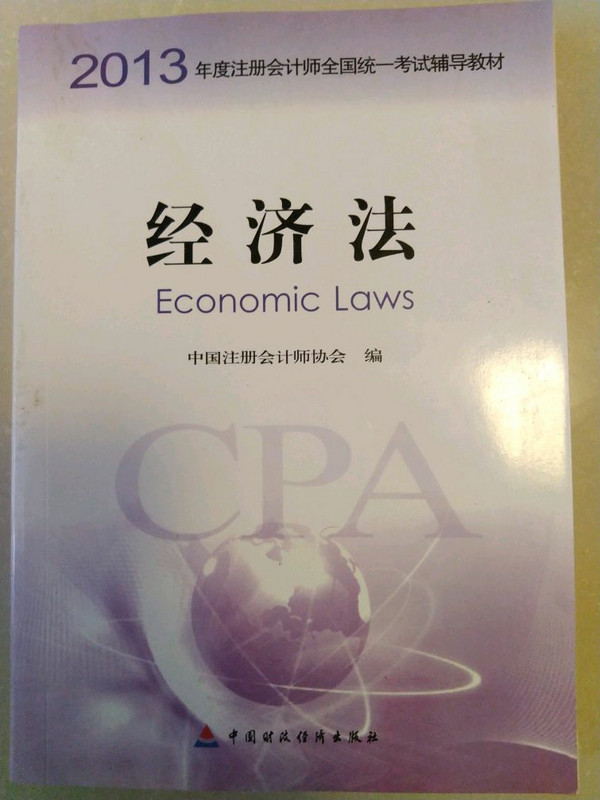 2013年度注册会计师全国统一考试辅导教材
经济法
Economic Laws
中国注册会计师协会 编
CPA
中国财政经济出版社